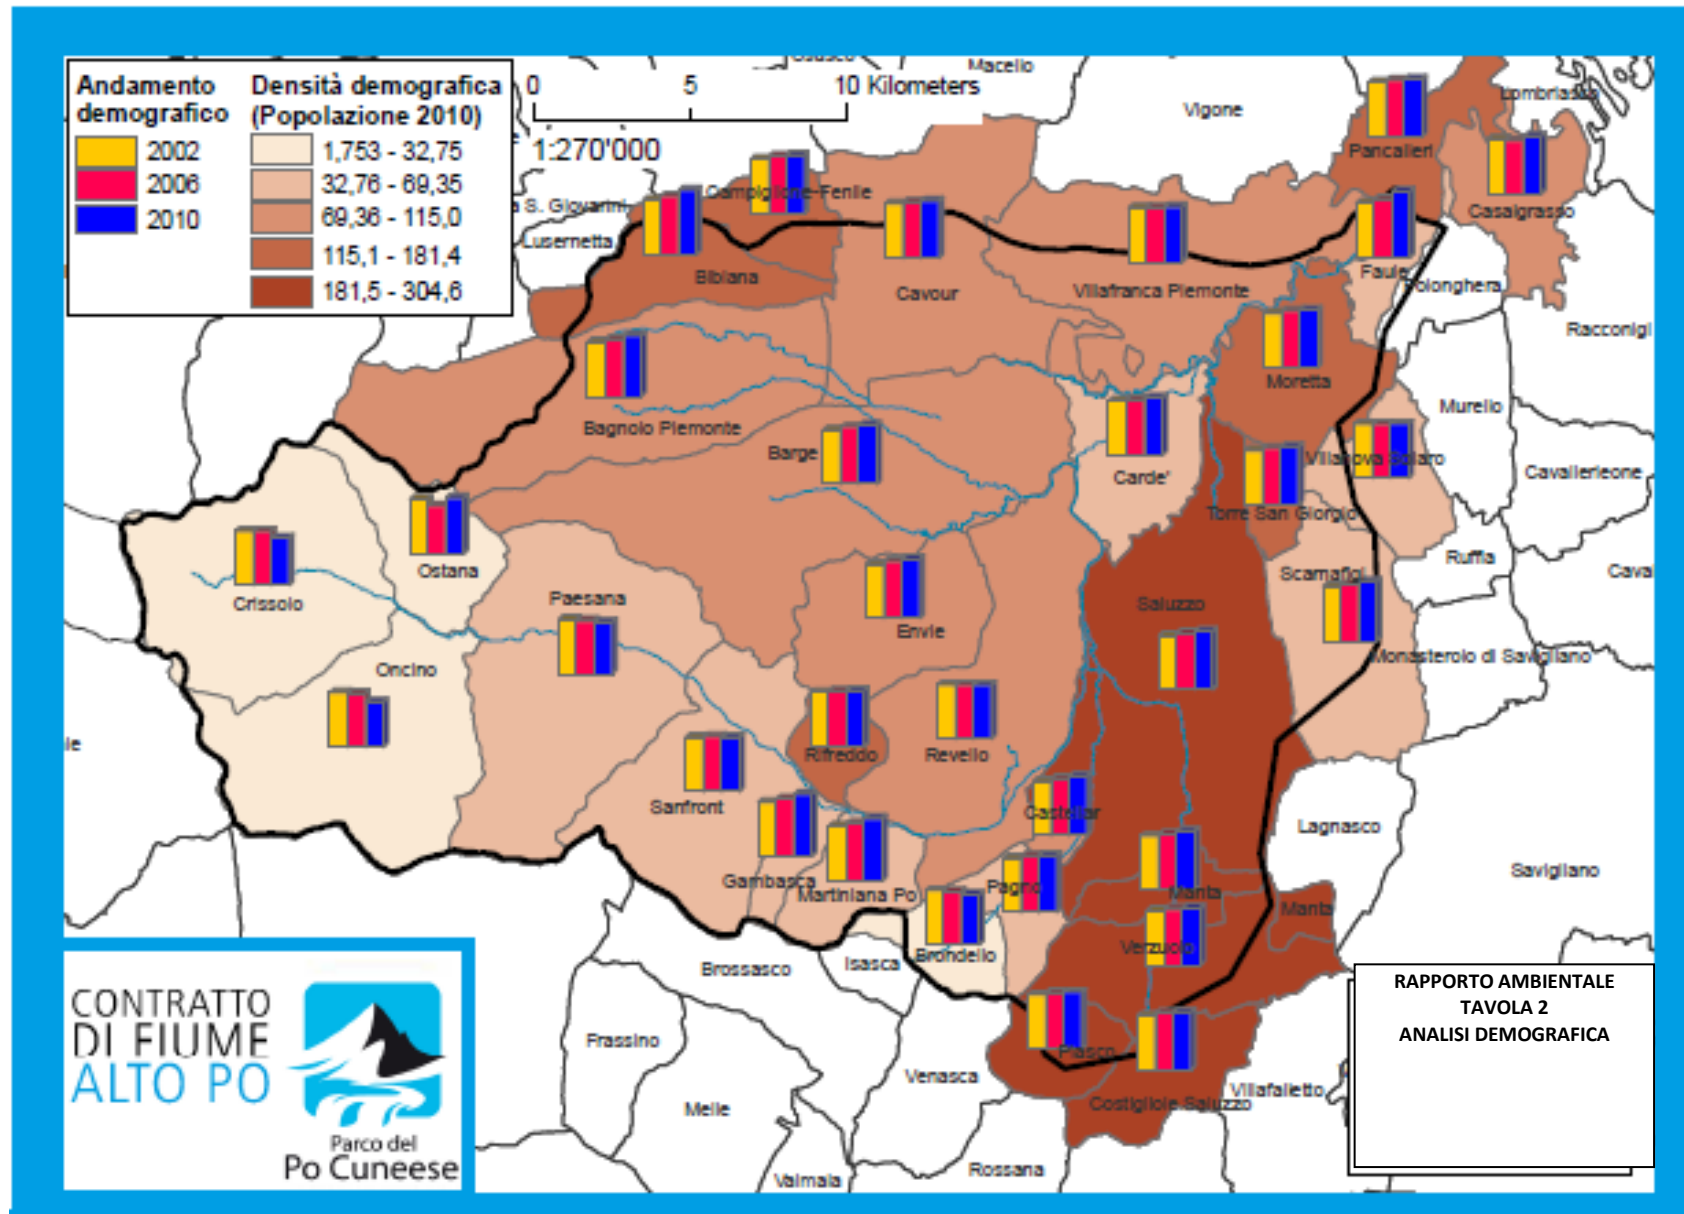 Andamento
demografico
2002
2006
2010
Densità demografica
(Popolazione 2010)
1,753 - 32,75
32,76 - 69,35
69,36 - 115,0
115,1 - 181,4
181,5 - 304,6
0 5 10 Kilometers
1:270'000
Macello
Vigone
Lombriasco
Pancalieri
Casalgrasso
Campiglione-Fenile
S. Giovanni
Lusernetta
Bibiana
Cavour
Villafranca Piemonte
Faule
Polonghera
Racconigi
Moretta
Murello
Bagnolo Piemonte
Barge
Carde'
Villanova Solaro
Cavallerleone
Torre San Giorgio
Ruffia
Cava
Ostana
Crissolo
Paesana
Envie
Saluzzo
Scarnafigi
Monasterolo di Savigliano
Oncino
Rifreddo
Revello
Sanfront
Castellar
Lagnasco
Savigliano
Gambasca
Martiniana Po
Pagno
Manta
Manta
Brondello
Verzuolo
Brossasco
Isasca
Frassino
Piasco
Venasca
Melle
Costigliole Saluzzo
Villafalletto
Rossana
Valmala
CONTRATTO
DI FIUME
ALTO PO
Parco del
Po Cuneese
RAPPORTO AMBIENTALE
TAVOLA 2
ANALISI DEMOGRAFICA